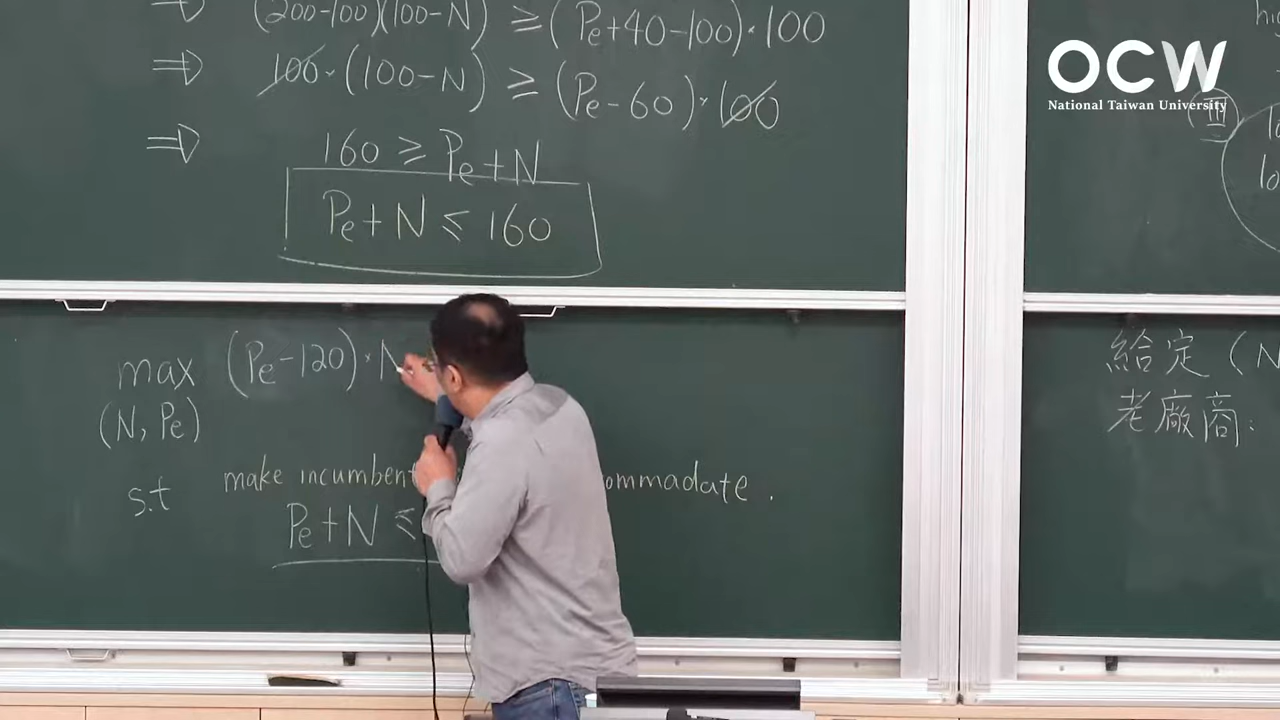 ⇒ (200-100)(100-N) ≥ (Pe+40-100)·100
⇒ 100·(100-N) ≥ (Pe-60)·100
⇒ 160 ≥ Pe+N
Pe+N ≤ 160
max (Pe-120)·N
(N, Pe)
s.t make incumbent ommadate.
Pe+N ≤
OCW
National Taiwan University
給定 (N
老廠商: